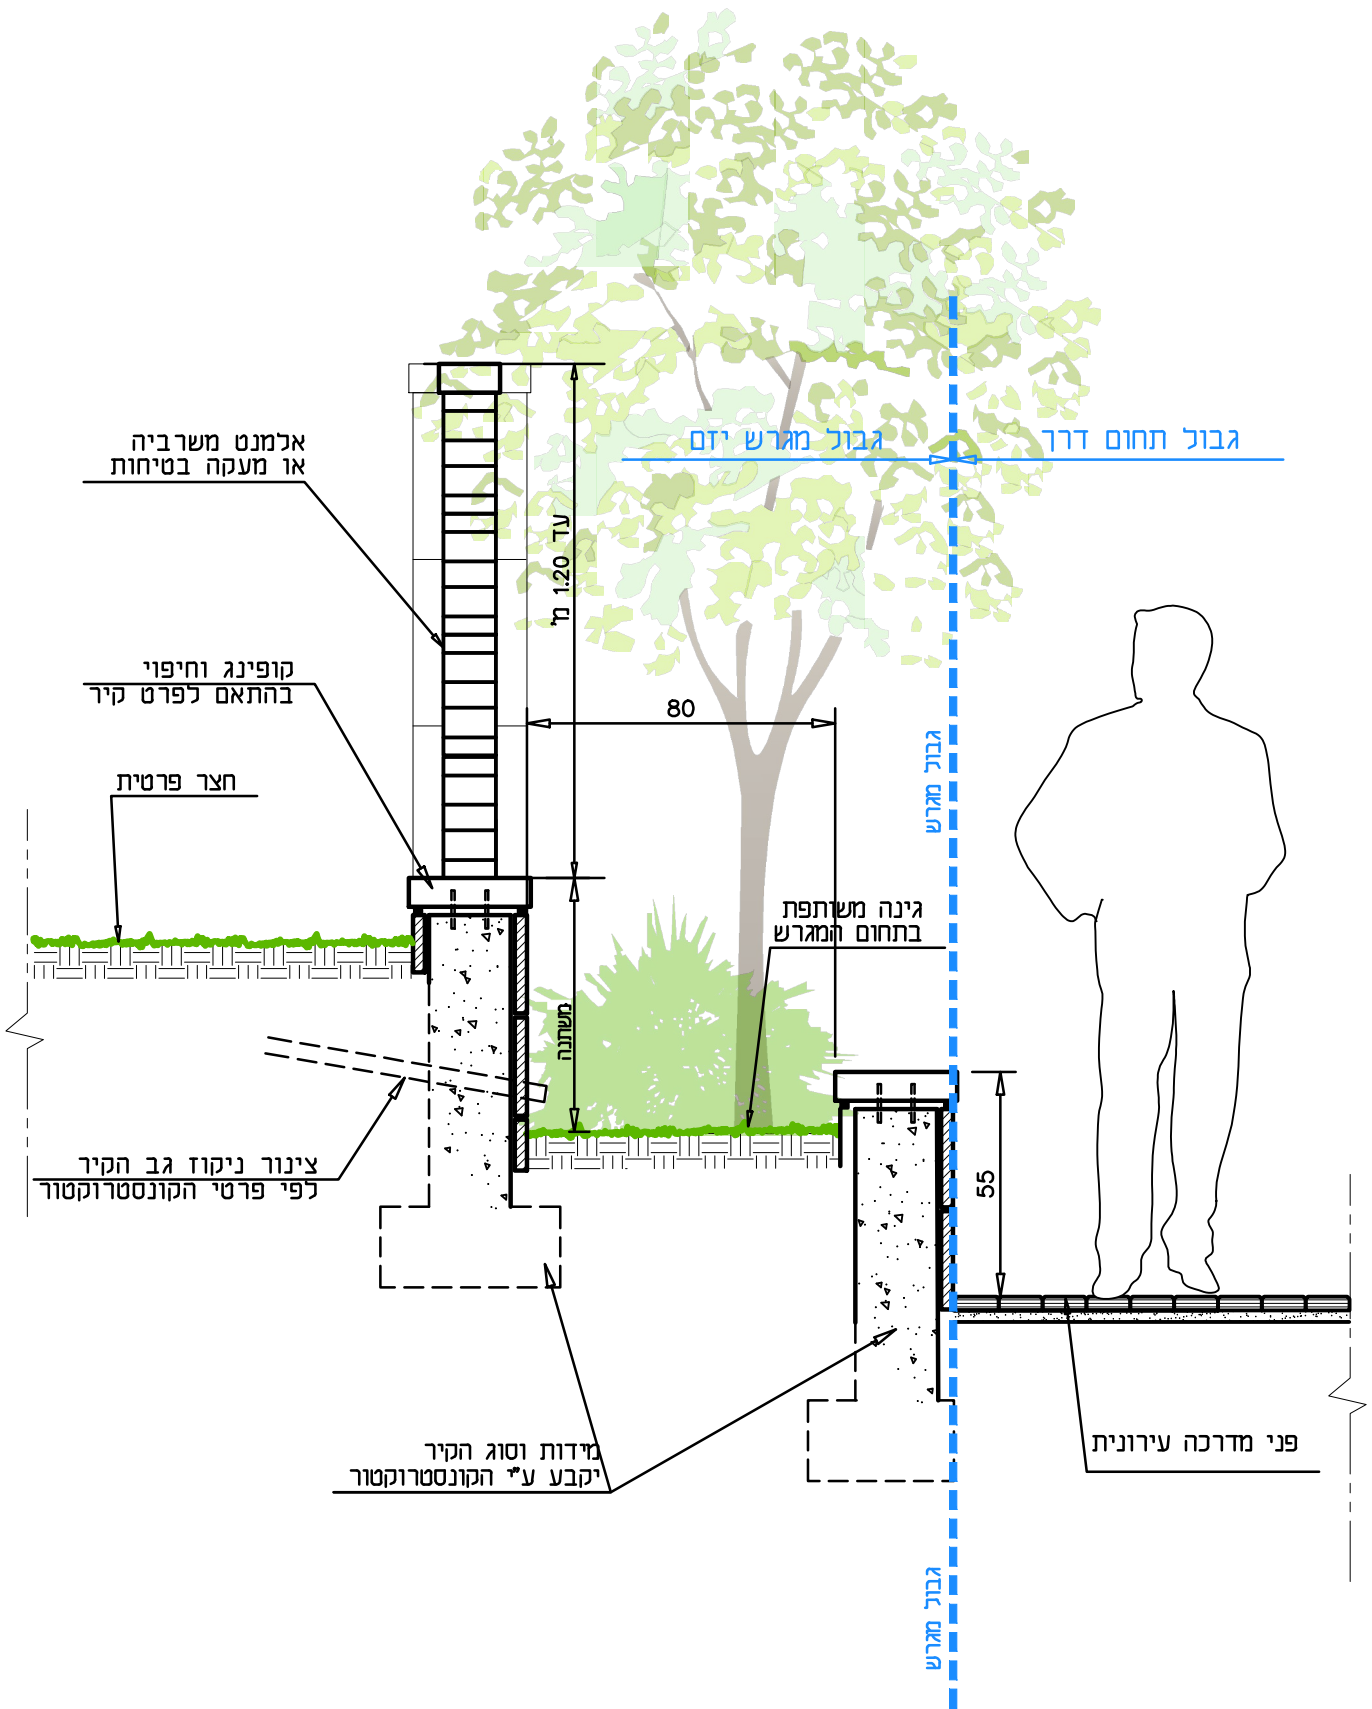 גבול תחום דרך
גבול מגרש יזם
אלמנט משרביה
או מעקה בטיחות
עד 1.20 מ'
קופינג וחיפוי
בהתאם לפרט קיר
80
גבול מגרש
חצר פרטית
גינה משותפת
בתחום המגרש
משתנה
צינור ניקוז גב הקיר
לפי פרטי הקונסטרוקטור
55
פני מדרכה עירונית
מידות וסוג הקיר
יקבע ע"י הקונסטרוקטור
גבול מגרש